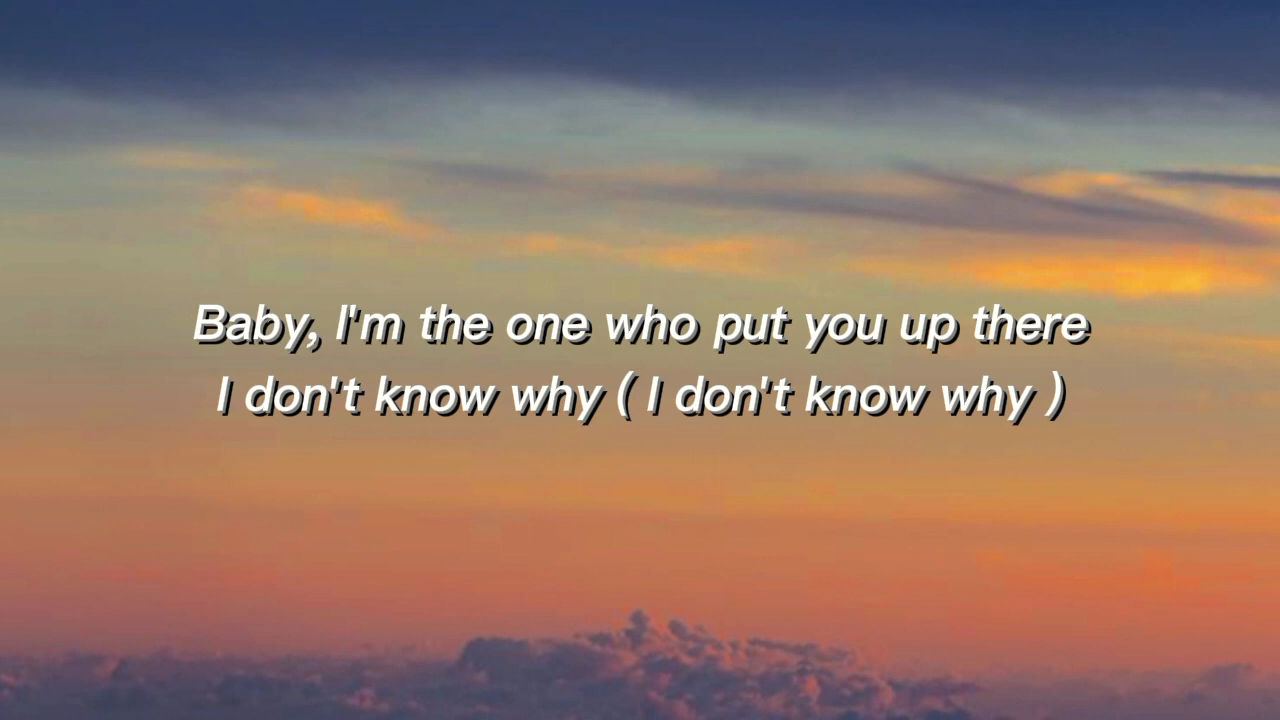 Baby, I'm the one who put you up there
I don't know why ( I don't know why )